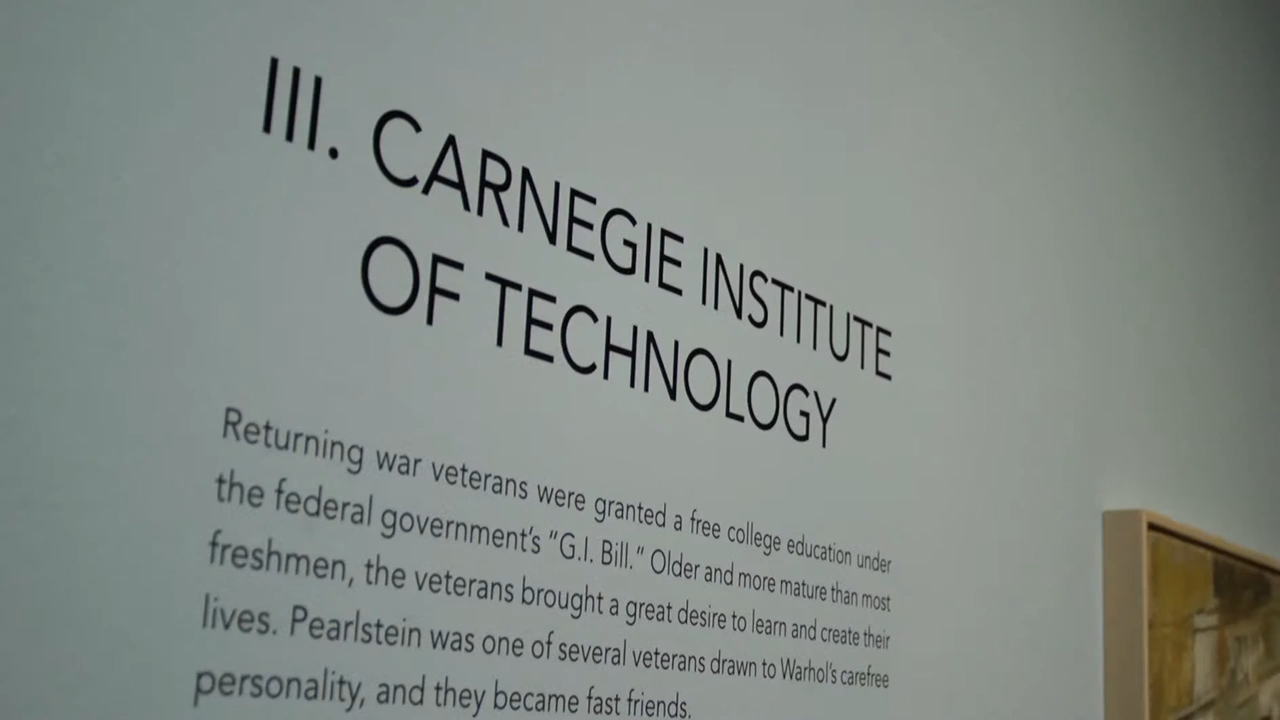 III. CARNEGIE INSTITUTE
OF TECHNOLOGY
Returning war veterans were granted a free college education under
the federal government's "G.I. Bill." Older and more mature than most
freshmen, the veterans brought a great desire to learn and create their
lives. Pearlstein was one of several veterans drawn to Warhol's carefree
personality, and they became fast friends.